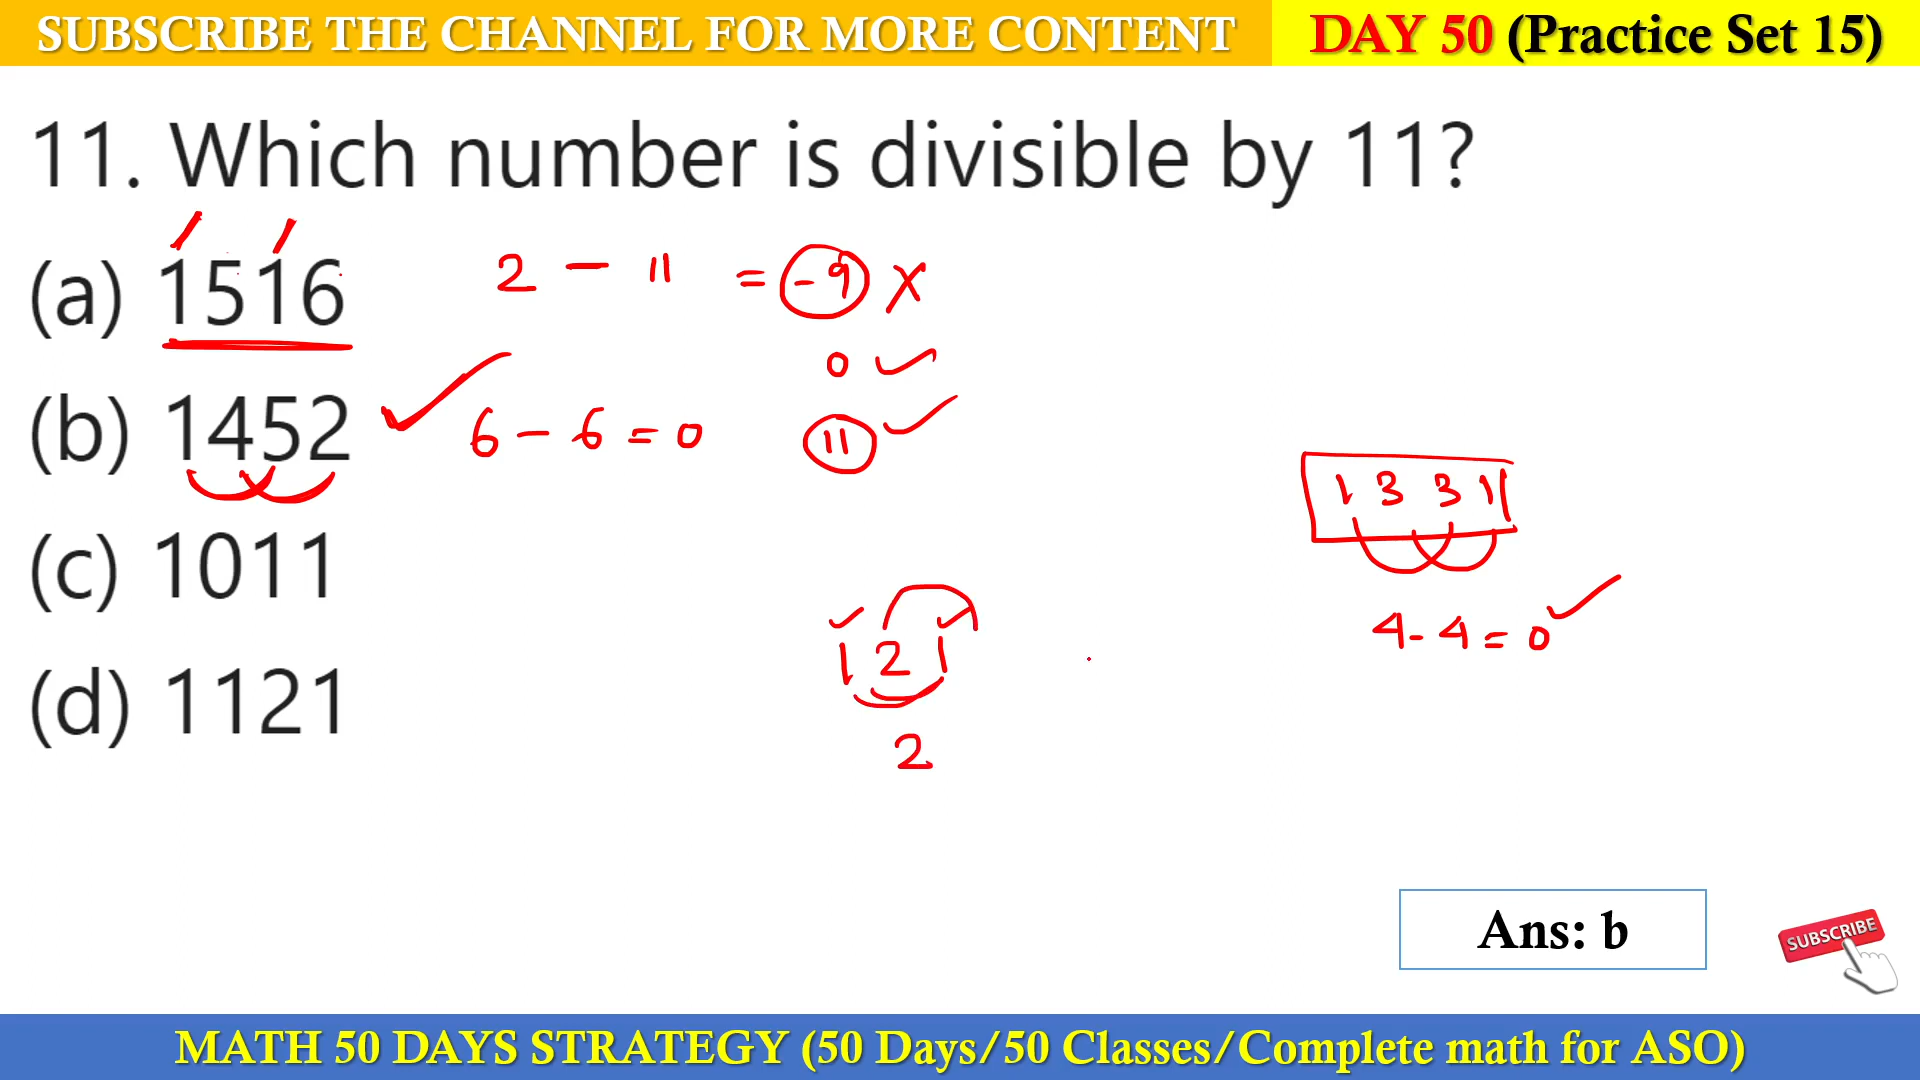 SUBSCRIBE THE CHANNEL FOR MORE CONTENT
DAY 50 (Practice Set 15)
11. Which number is divisible by 11?
(a) 1516
2 - 11 = -9 X
0
(b) 1452
6 - 6 = 0
11
1331
4-4=0
(c) 1011
121
2
(d) 1121
Ans: b
SUBSCRIBE
MATH 50 DAYS STRATEGY (50 Days/50 Classes/Complete math for ASO)